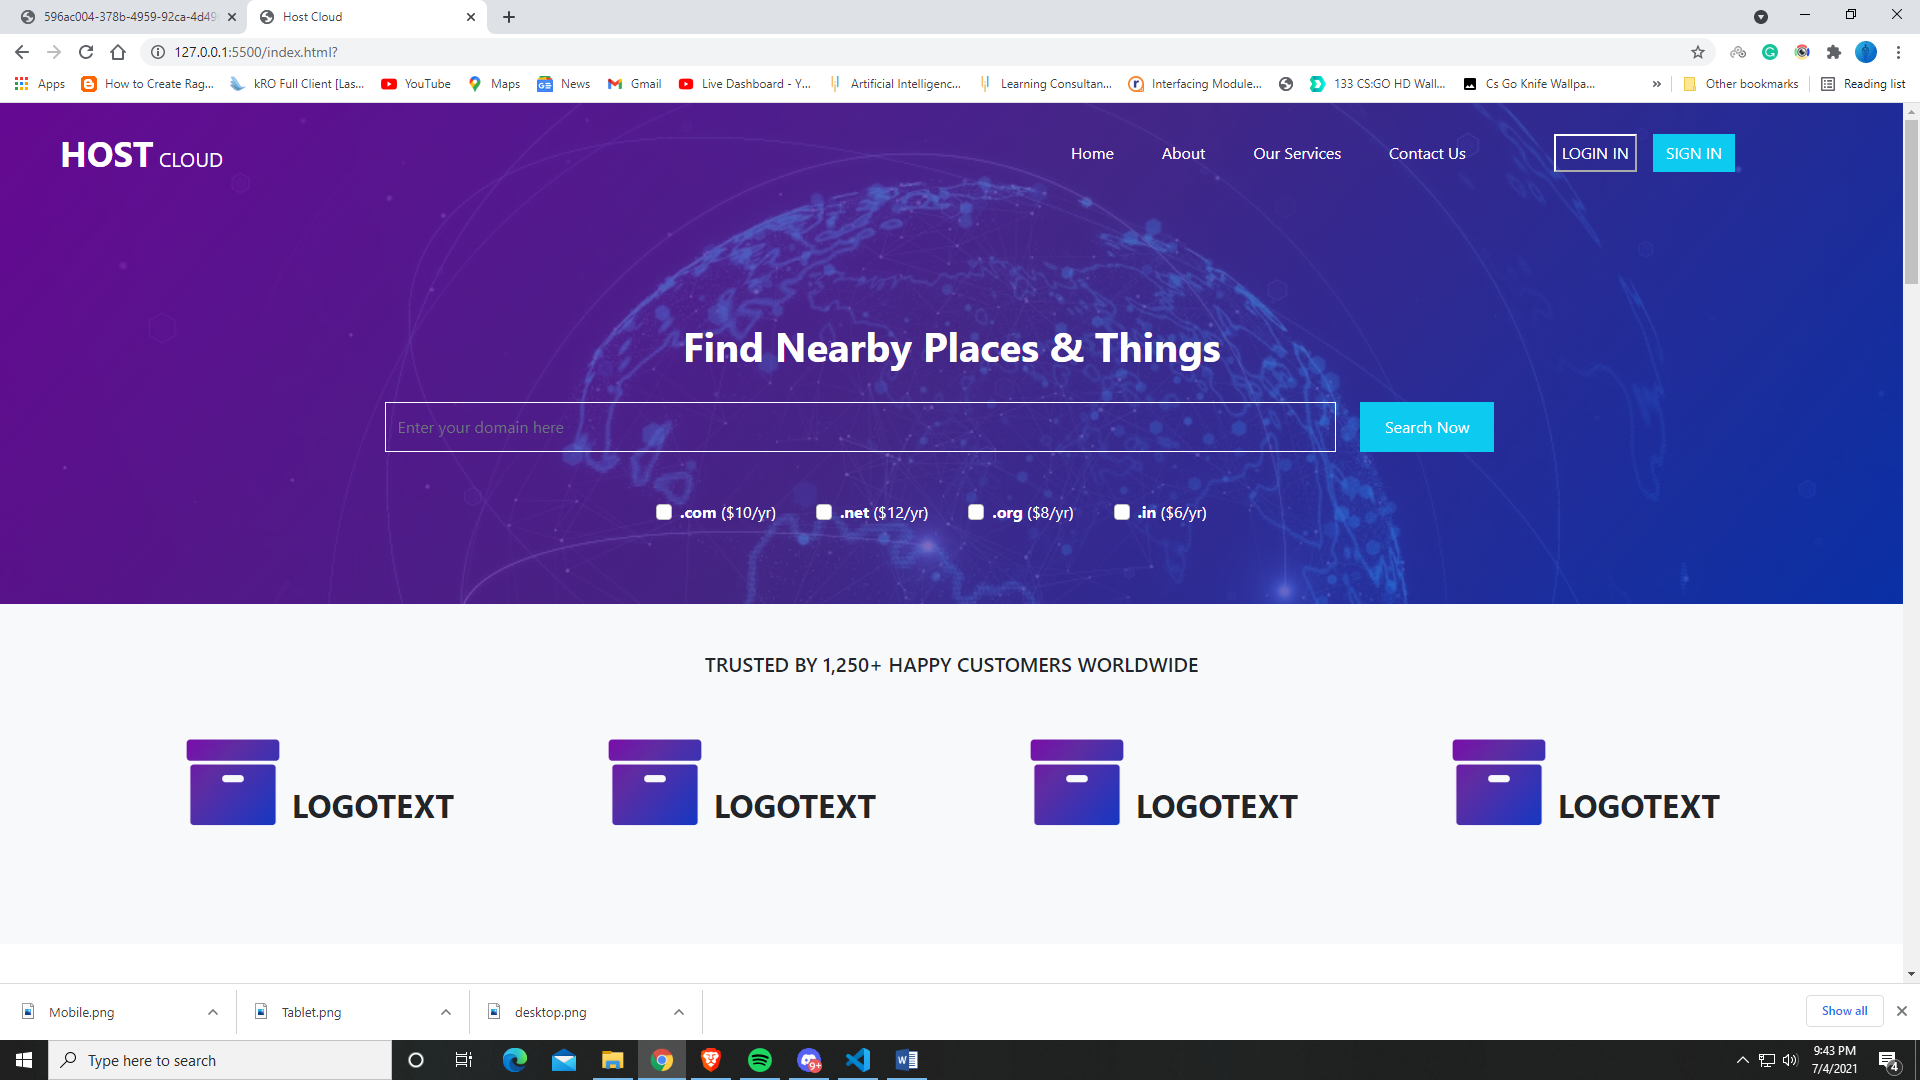 596ac004-378b-4959-92ca-4d49
Host Cloud
127.0.0.1:5500/index.html?
Apps
How to Create Rag...
kRO Full Client [Las...
YouTube
Maps
News
Gmail
Live Dashboard - Y...
Artificial Intelligenc...
Learning Consultan...
Interfacing Module...
133 CS:GO HD Wall...
Cs Go Knife Wallpa...
»
Other bookmarks
Reading list
HOST CLOUD
Home
About
Our Services
Contact Us
LOGIN IN
SIGN IN
Find Nearby Places & Things
Enter your domain here
Search Now
.com ($10/yr)
.net ($12/yr)
.org ($8/yr)
.in ($6/yr)
TRUSTED BY 1,250+ HAPPY CUSTOMERS WORLDWIDE
LOGOTEXT
LOGOTEXT
LOGOTEXT
LOGOTEXT
Mobile.png
Tablet.png
desktop.png
Show all
Type here to search
9+
9:43 PM
7/4/2021
4